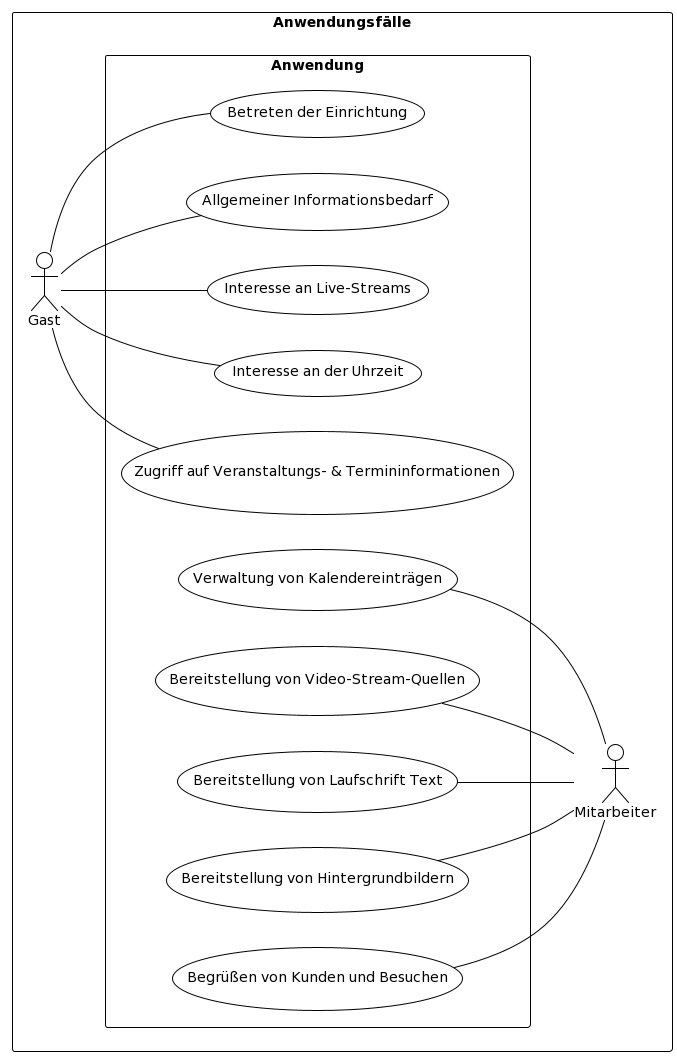 Anwendungsfälle
Anwendung
Betreten der Einrichtung
Allgemeiner Informationsbedarf
Interesse an Live-Streams
Gast
Interesse an der Uhrzeit
Zugriff auf Veranstaltungs- & Termininformationen
Verwaltung von Kalendereinträgen
Bereitstellung von Video-Stream-Quellen
Bereitstellung von Laufschrift Text
Mitarbeiter
Bereitstellung von Hintergrundbildern
Begrüßen von Kunden und Besuchen